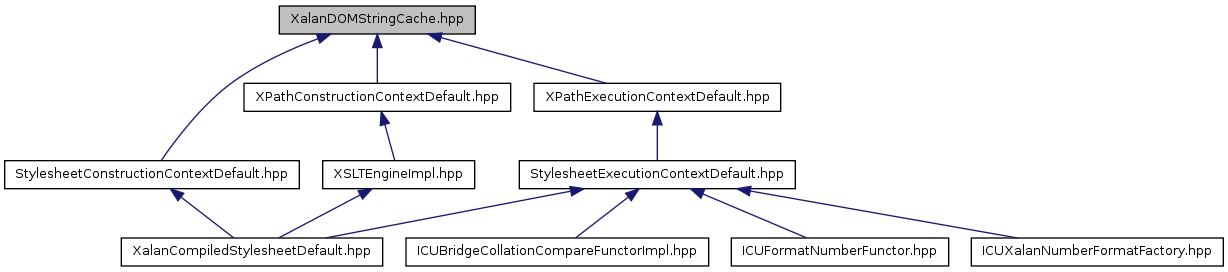 XalanDOMStringCache.hpp
XPathConstructionContextDefault.hpp
XPathExecutionContextDefault.hpp
StylesheetConstructionContextDefault.hpp
XSLTEngineImpl.hpp
StylesheetExecutionContextDefault.hpp
XalanCompiledStylesheetDefault.hpp
ICUBridgeCollationCompareFunctorImpl.hpp
ICUFormatNumberFunctor.hpp
ICUXalanNumberFormatFactory.hpp